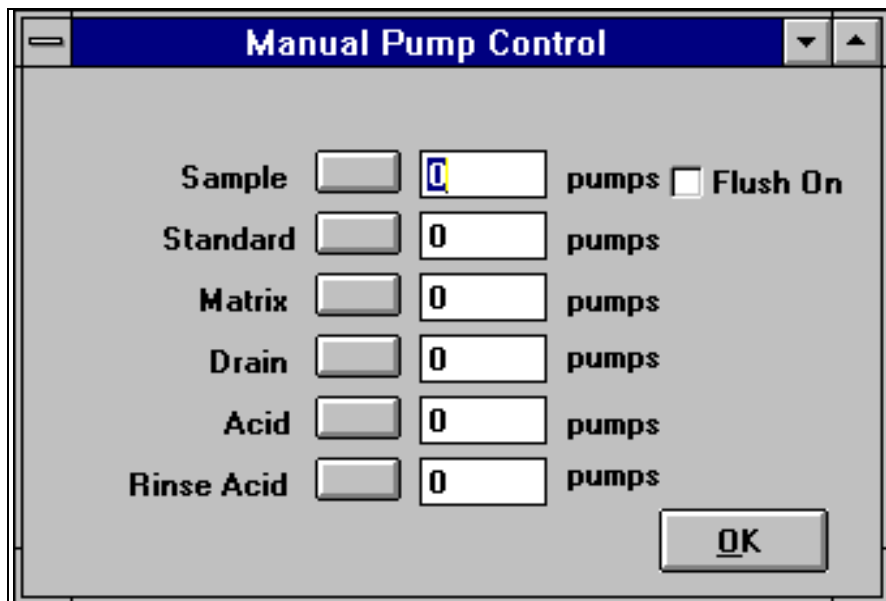 Manual Pump Control
Sample 0 pumps Flush On
Standard 0 pumps
Matrix 0 pumps
Drain 0 pumps
Acid 0 pumps
Rinse Acid 0 pumps
OK